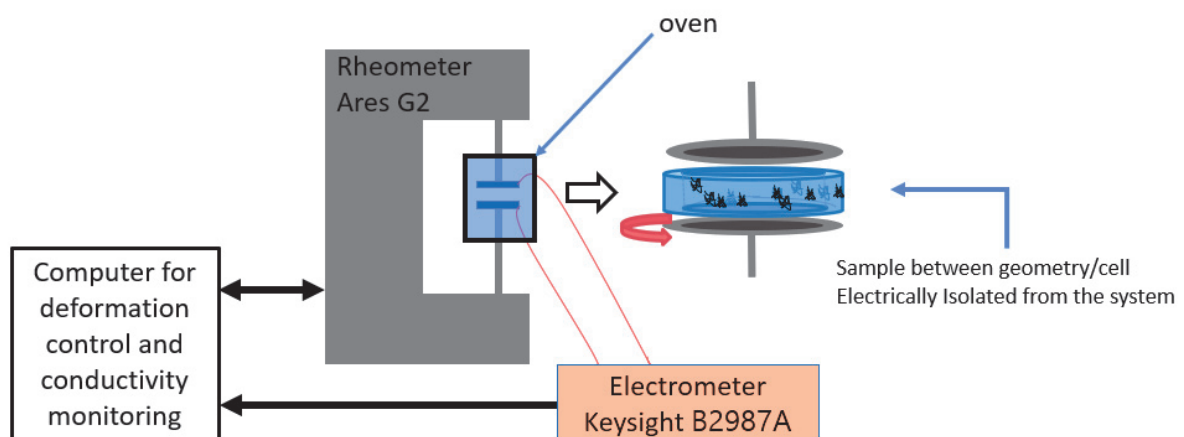 oven
Rheometer
Ares G2
Sample between geometry/cell
Electrically Isolated from the system
Computer for
deformation
control and
conductivity
monitoring
Electrometer
Keysight B2987A